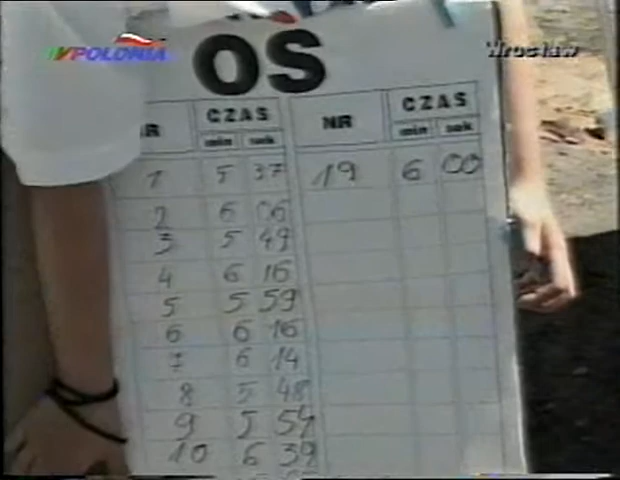 TV POLONIA
Wrocław
OS
NR CZAS NR CZAS
min sek min sek
1 5 37 19 6 00
2 6 06
3 5 49
4 6 16
5 5 59
6 6 16
7 6 14
8 5 48
9 5 54
10 6 39